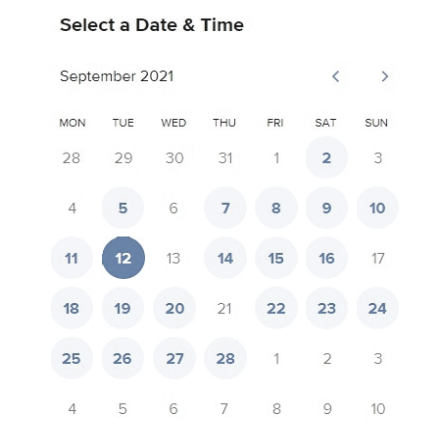 Select a Date & Time
September 2021
MON TUE WED THU FRI SAT SUN
28 29 30 31 1 2 3
4 5 6 7 8 9 10
11 12 13 14 15 16 17
18 19 20 21 22 23 24
25 26 27 28 1 2 3
4 5 6 7 8 9 10